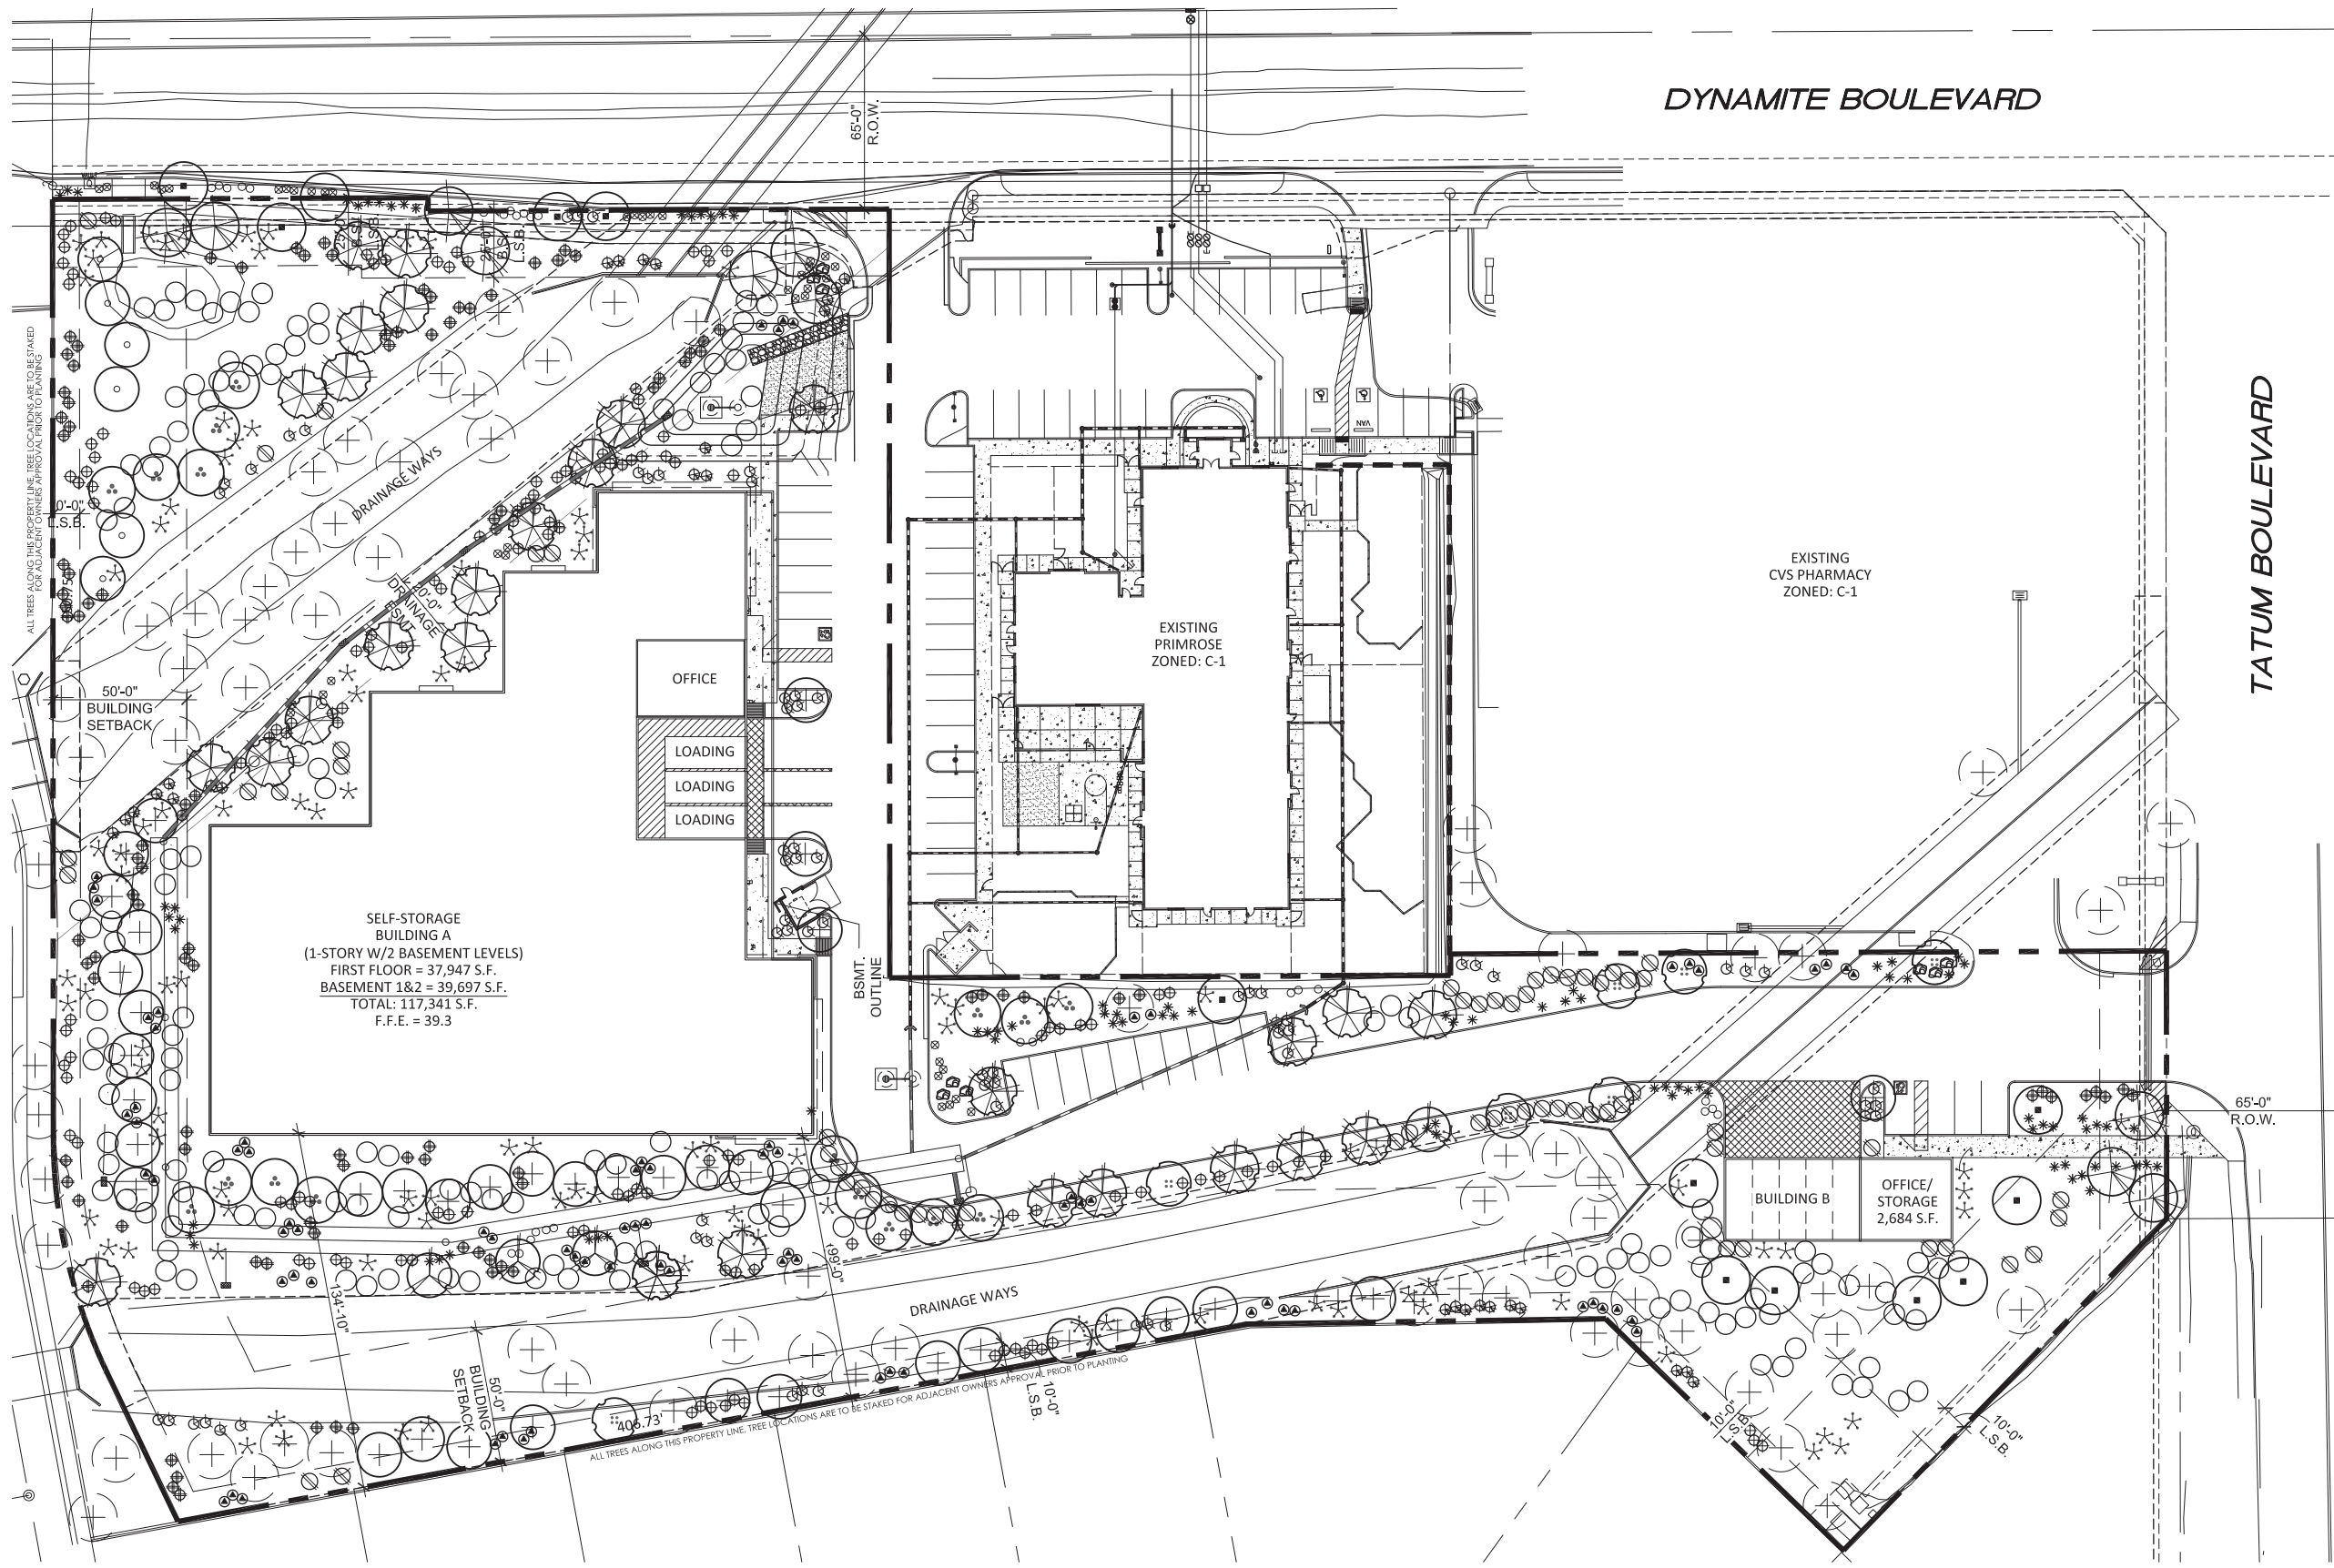 DYNAMITE BOULEVARD
65'-0"
R.O.W.
TATUM BOULEVARD
L.S.B.
ALL TREES ALONG THIS PROPERTY LINE, TREE LOCATIONS ARE TO BE STAKED
FOR ADJACENT OWNERS APPROVAL PRIOR TO PLANTING
L.S.B.
DRAINAGE WAYS
DRAINAGE
ESMT
50'-0"
BUILDING
SETBACK
OFFICE
LOADING
LOADING
LOADING
VAN
EXISTING
PRIMROSE
ZONED: C-1
EXISTING
CVS PHARMACY
ZONED: C-1
SELF-STORAGE
BUILDING A
(1-STORY W/2 BASEMENT LEVELS)
FIRST FLOOR = 37,947 S.F.
BASEMENT 1&2 = 39,697 S.F.
TOTAL: 117,341 S.F.
F.F.E. = 39.3
BSMT.
OUTLINE
65'-0"
R.O.W.
BUILDING B
OFFICE/
STORAGE
2,684 S.F.
134'-10"
199'-0"
DRAINAGE WAYS
50'-0"
BUILDING
SETBACK
406.73'
ALL TREES ALONG THIS PROPERTY LINE, TREE LOCATIONS ARE TO BE STAKED FOR ADJACENT OWNERS APPROVAL PRIOR TO PLANTING
10'-0"
L.S.B.
10'-0"
10'-0"
L.S.B.